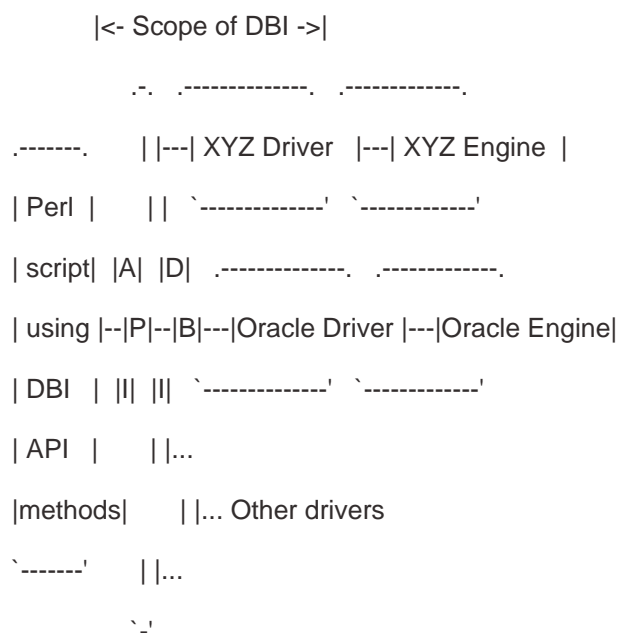 |<- Scope of DBI ->|
.-. .--------------. .-------------.
.-------. | |---| XYZ Driver |---| XYZ Engine |
| Perl | | | `--------------' `-------------'
| script| |A| |D| .--------------. .-------------.
| using |--|P|--|B|---|Oracle Driver |---|Oracle Engine|
| DBI | |I| |I| `--------------' `-------------'
| API | | |...
|methods| | |... Other drivers
`-------' | |...
`-'